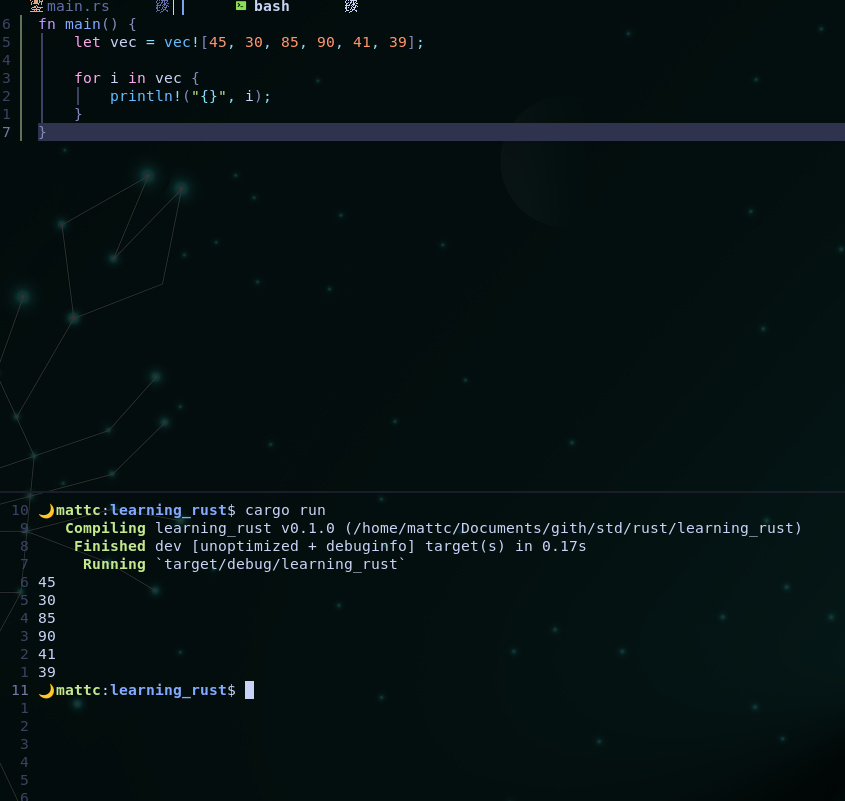 main.rs bash
6 fn main() {
5     let vec = vec![45, 30, 85, 90, 41, 39];
4
3     for i in vec {
2         println!("{}", i);
1     }
7 }
10 🌙mattc:learning_rust$ cargo run
9    Compiling learning_rust v0.1.0 (/home/mattc/Documents/gith/std/rust/learning_rust)
8     Finished dev [unoptimized + debuginfo] target(s) in 0.17s
7      Running `target/debug/learning_rust`
6 45
5 30
4 85
3 90
2 41
1 39
11 🌙mattc:learning_rust$
1
2
3
4
5
6